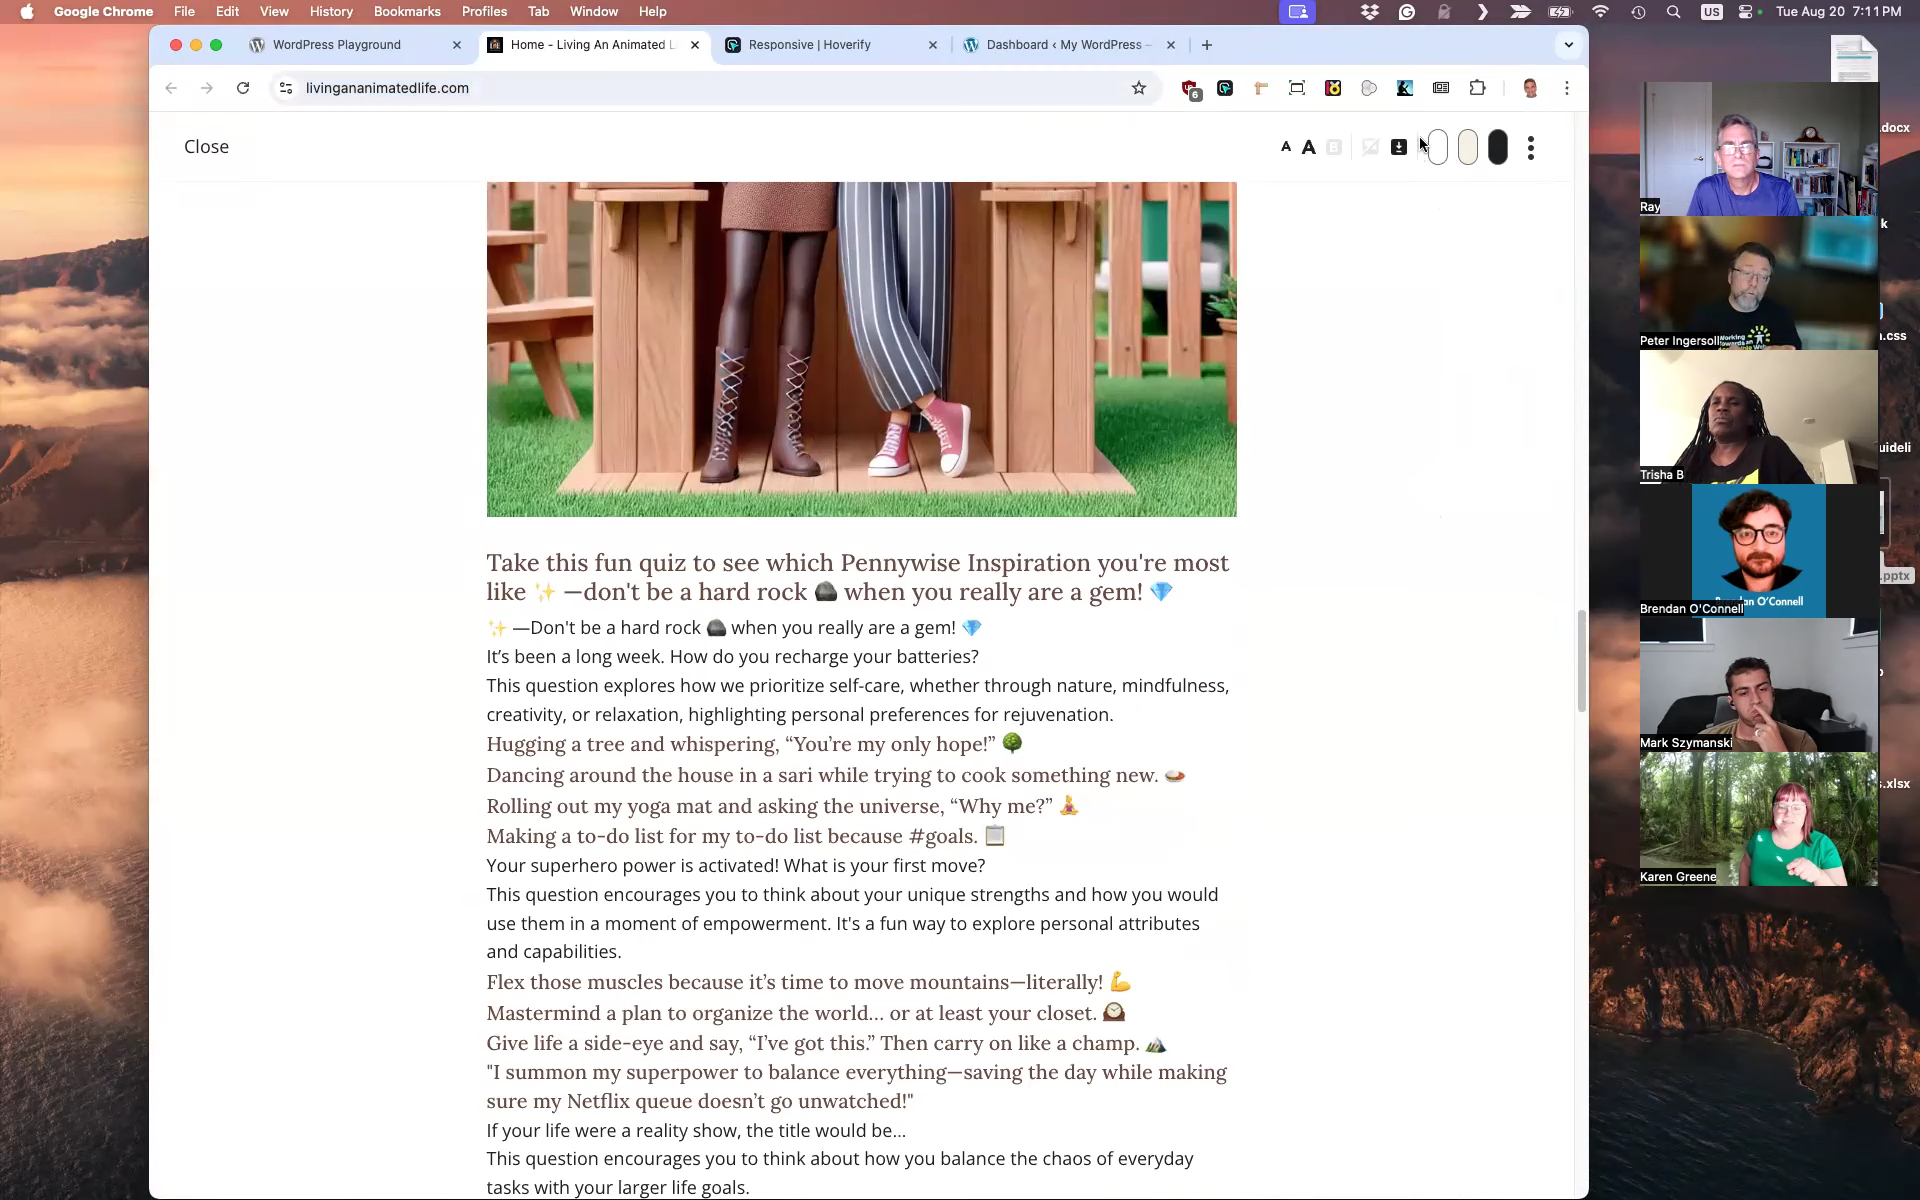 Google Chrome File Edit View History Bookmarks Profiles Tab Window Help
US Tue Aug 20 7:11 PM
WordPress Playground
Home - Living An Animated L
Responsive | Hoverify
Dashboard ‹ My WordPress –
livingananimatedlife.com
6
Close
A A B
Take this fun quiz to see which Pennywise Inspiration you're most
like ✨ —don't be a hard rock 🪨 when you really are a gem! 💎
✨ —Don't be a hard rock 🪨 when you really are a gem! 💎
It’s been a long week. How do you recharge your batteries?
This question explores how we prioritize self-care, whether through nature, mindfulness,
creativity, or relaxation, highlighting personal preferences for rejuvenation.
Hugging a tree and whispering, “You’re my only hope!” 🌳
Dancing around the house in a sari while trying to cook something new. 🍛
Rolling out my yoga mat and asking the universe, “Why me?” 🧘
Making a to-do list for my to-do list because #goals. 📋
Your superhero power is activated! What is your first move?
This question encourages you to think about your unique strengths and how you would
use them in a moment of empowerment. It's a fun way to explore personal attributes
and capabilities.
Flex those muscles because it’s time to move mountains—literally! 💪
Mastermind a plan to organize the world… or at least your closet. 🕰️
Give life a side-eye and say, “I’ve got this.” Then carry on like a champ. 🏔️
"I summon my superpower to balance everything—saving the day while making
sure my Netflix queue doesn’t go unwatched!"
If your life were a reality show, the title would be…
This question encourages you to think about how you balance the chaos of everyday
tasks with your larger life goals.
Ray
Peter Ingersoll
Working
Towards an
Trisha B
Brendan O’Connell
Brendan O'Connell
Mark Szymanski
Karen Greene
.docx
k
.css
uideli
.pptx
s.xlsx